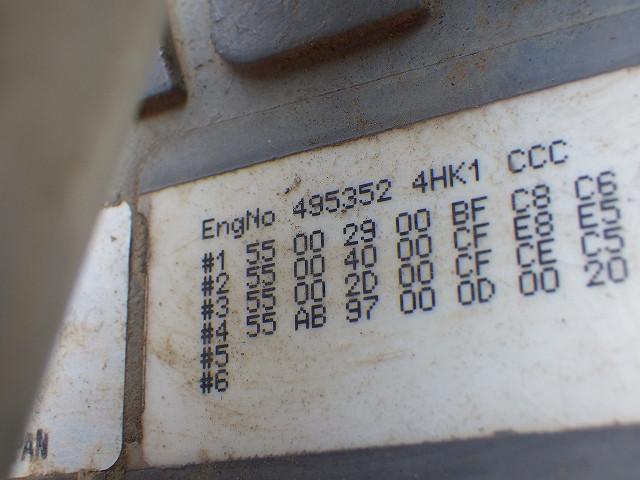 EngNo 495352 4HK1 CCC
#1 55 00 29 00 BF C8 C6
#2 55 00 40 00 CF E8 E5
#3 55 00 2D 00 CF CE C5
#4 55 AB 97 00 0D 00 20
#5
#6